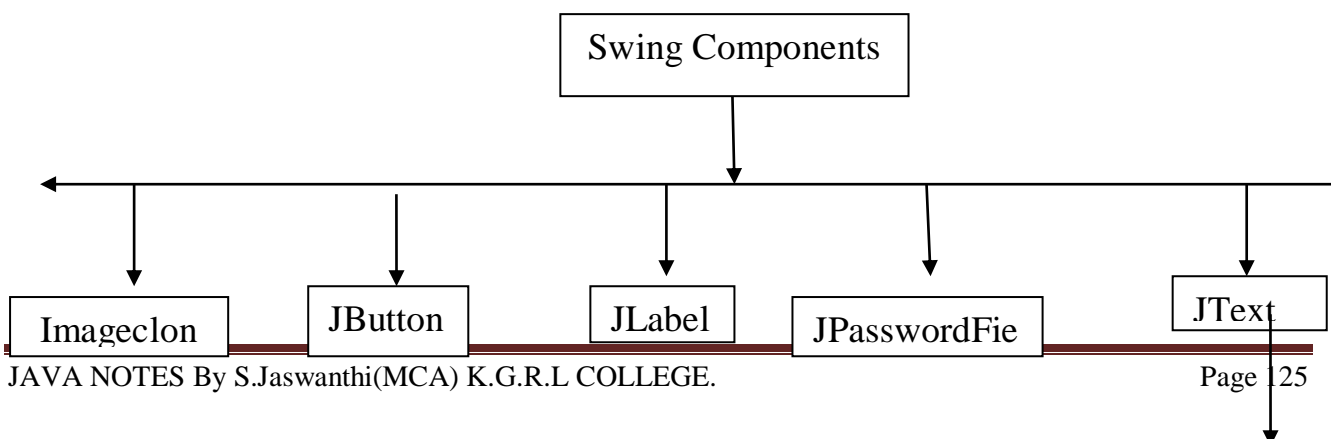 Swing Components
Imageclon JButton JLabel JPasswordFie JText
JAVA NOTES By S.Jaswanthi(MCA) K.G.R.L COLLEGE. Page 125